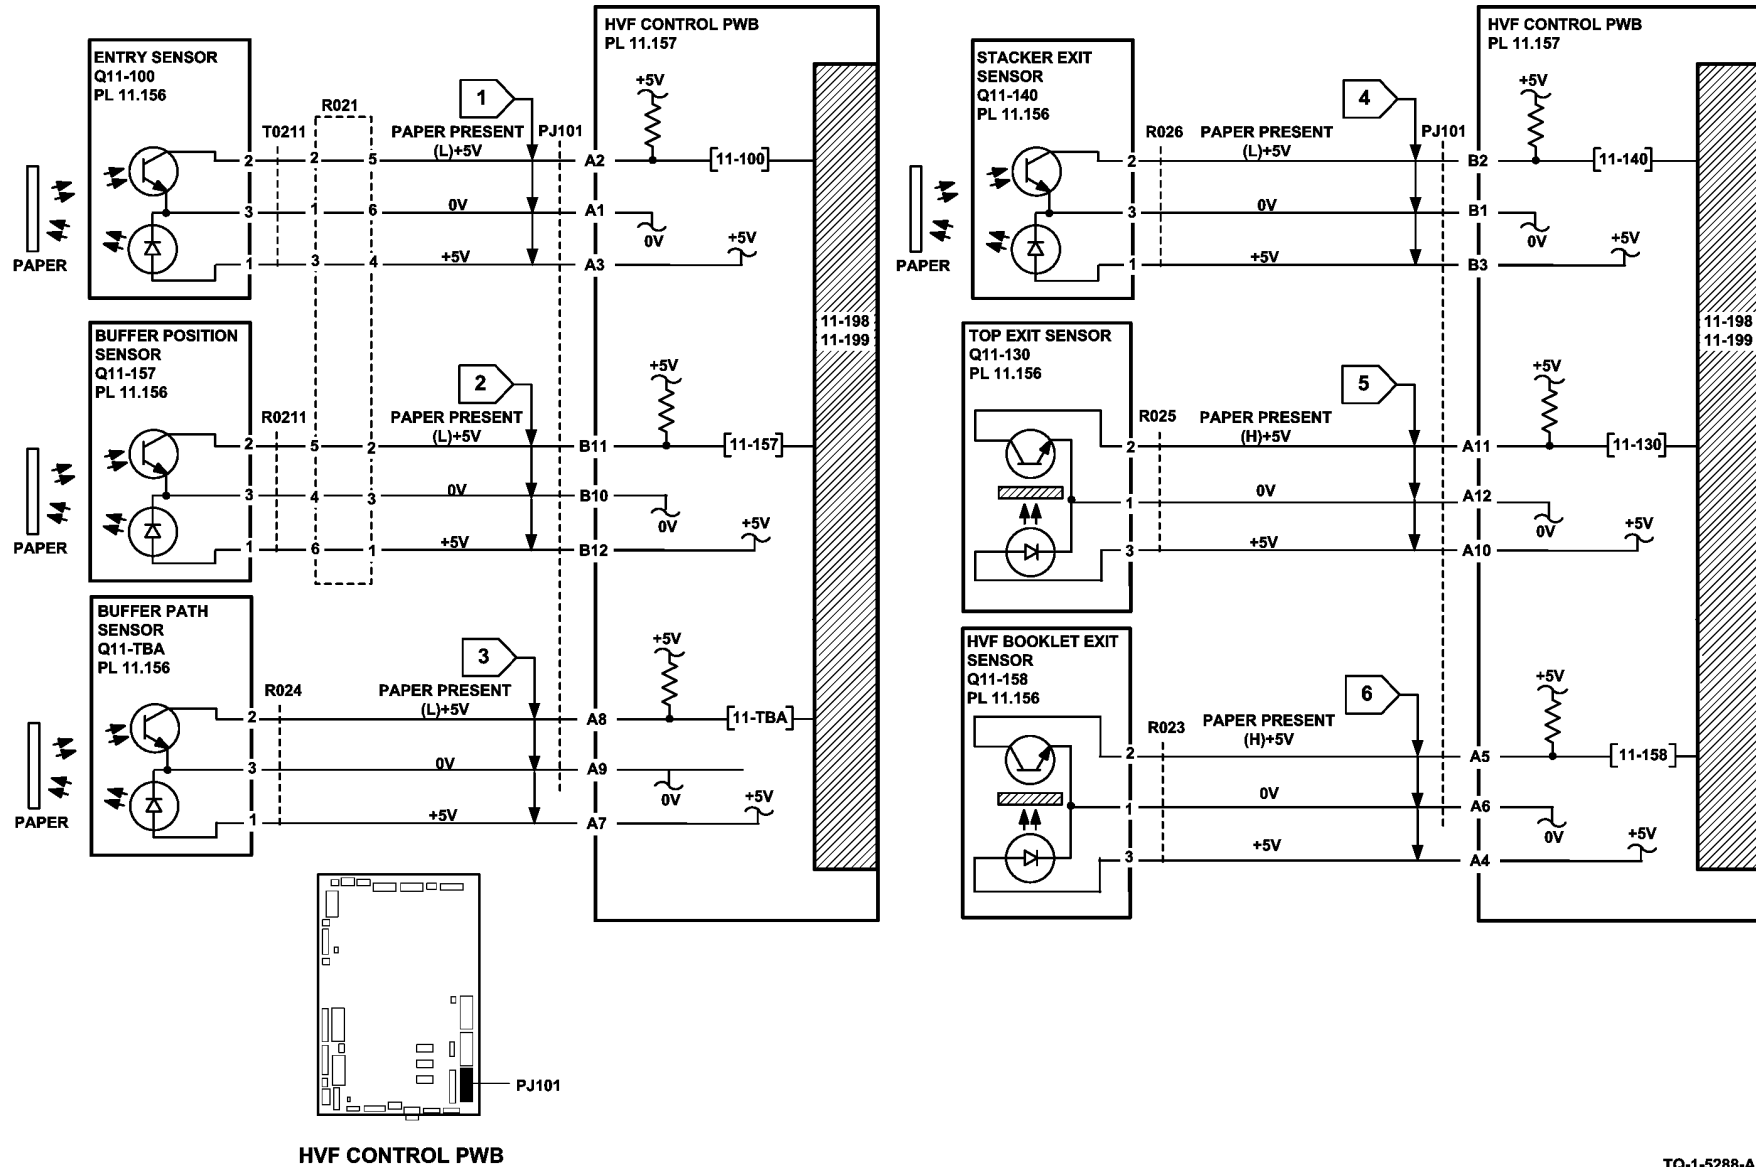 HVF CONTROL PWB
PL 11.157
ENTRY SENSOR
Q11-100
PL 11.156
+5V
1
R021
T0211
PAPER PRESENT
(L)+5V
PJ101
2
2
5
A2
[11-100]
3
1
6
0V
A1
0V
+5V
1
3
4
+5V
A3
PAPER
11-198
11-199
BUFFER POSITION
SENSOR
Q11-157
PL 11.156
+5V
2
R0211
PAPER PRESENT
(L)+5V
2
5
2
B11
[11-157]
3
4
3
0V
B10
0V
+5V
1
6
1
+5V
B12
PAPER
BUFFER PATH
SENSOR
Q11-TBA
PL 11.156
+5V
3
R024
PAPER PRESENT
(L)+5V
2
A8
[11-TBA]
3
0V
A9
0V
+5V
1
+5V
A7
PAPER
PJ101
HVF CONTROL PWB
HVF CONTROL PWB
PL 11.157
STACKER EXIT
SENSOR
Q11-140
PL 11.156
+5V
4
R026
PAPER PRESENT
(L)+5V
PJ101
2
B2
[11-140]
3
0V
B1
0V
+5V
1
+5V
B3
PAPER
11-198
11-199
TOP EXIT SENSOR
Q11-130
PL 11.156
+5V
5
R025
PAPER PRESENT
(H)+5V
2
A11
[11-130]
1
0V
A12
0V
+5V
3
+5V
A10
HVF BOOKLET EXIT
SENSOR
Q11-158
PL 11.156
+5V
6
R023
PAPER PRESENT
(H)+5V
2
A5
[11-158]
1
0V
A6
0V
+5V
3
+5V
A4
TO-1-5288-A